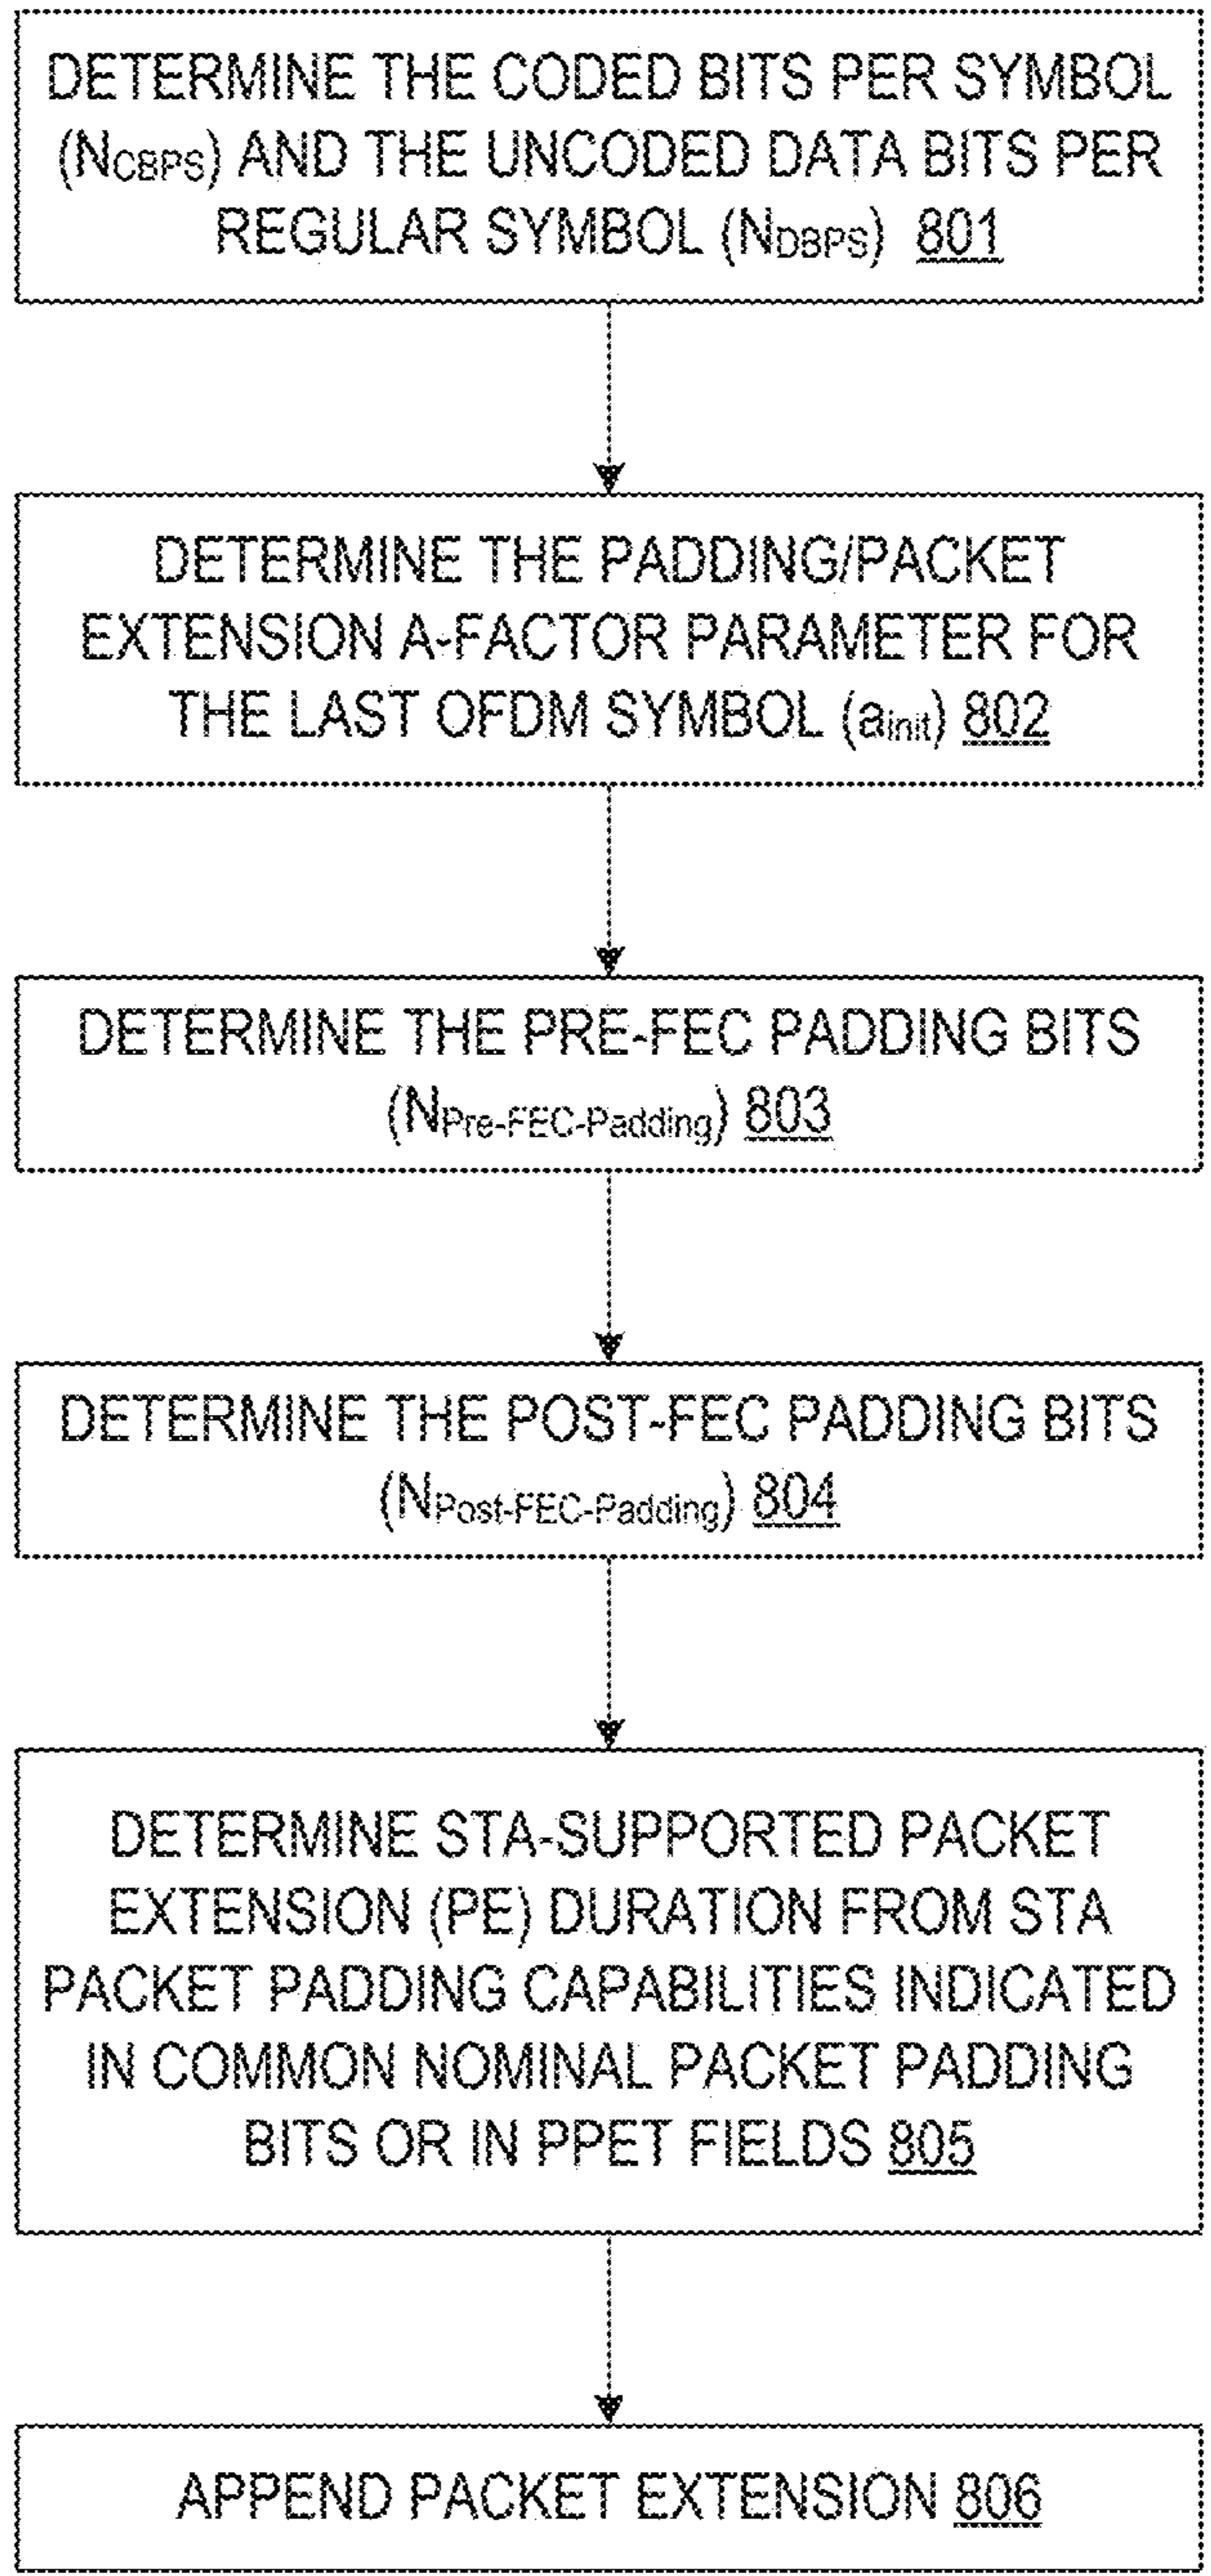 DETERMINE THE CODED BITS PER SYMBOL
(NCBPS) AND THE UNCODED DATA BITS PER
REGULAR SYMBOL (NDBPS) 801
DETERMINE THE PADDING/PACKET
EXTENSION A-FACTOR PARAMETER FOR
THE LAST OFDM SYMBOL (ainit) 802
DETERMINE THE PRE-FEC PADDING BITS
(NPre-FEC-Padding) 803
DETERMINE THE POST-FEC PADDING BITS
(NPost-FEC-Padding) 804
DETERMINE STA-SUPPORTED PACKET
EXTENSION (PE) DURATION FROM STA
PACKET PADDING CAPABILITIES INDICATED
IN COMMON NOMINAL PACKET PADDING
BITS OR IN PPET FIELDS 805
APPEND PACKET EXTENSION 806